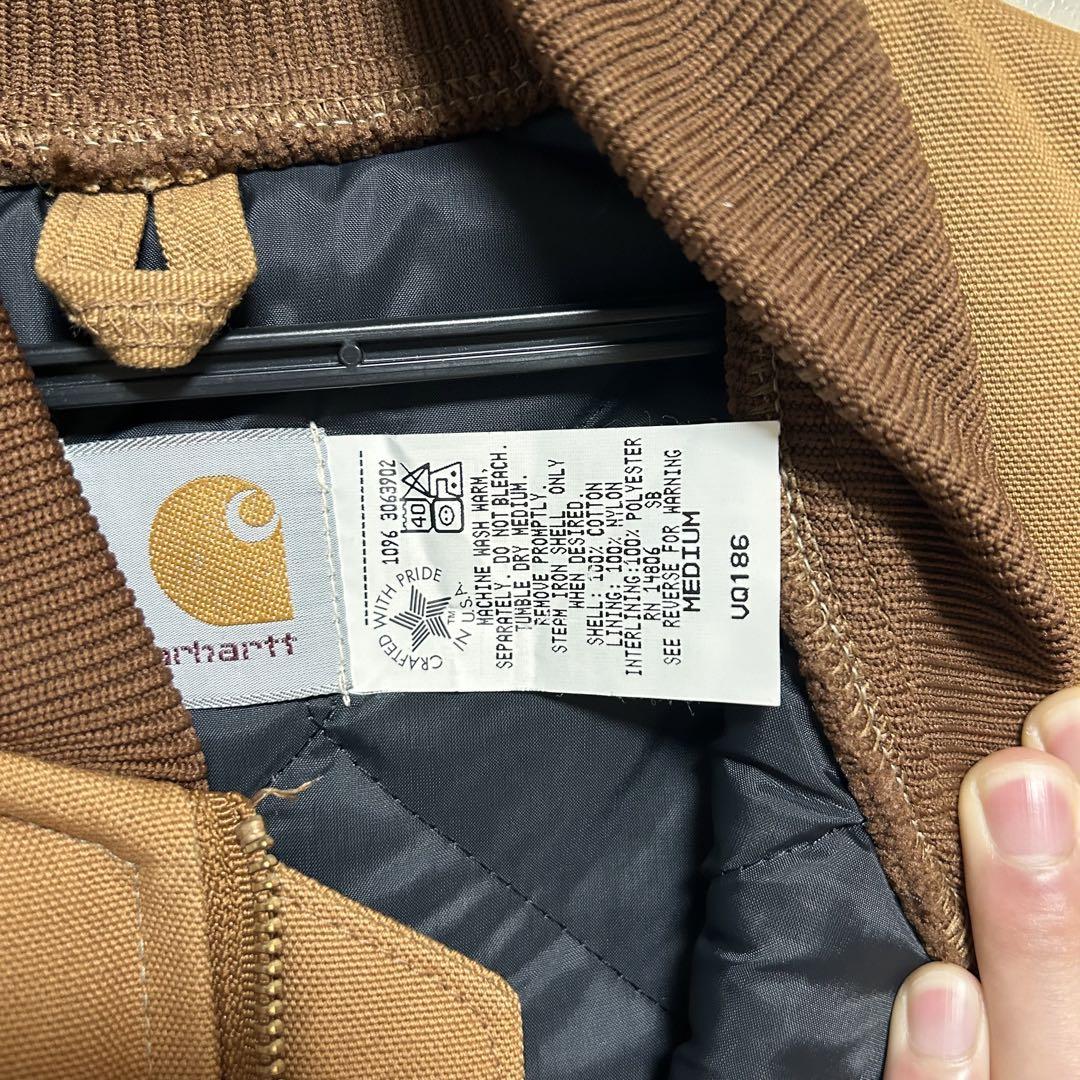 arhartt
1096 3063902
40
CRAFTED WITH PRIDE
IN U.S.A.
TM
MACHINE WASH WARM,
SEPARATELY. DO NOT BLEACH.
TUMBLE DRY MEDIUM.
REMOVE PROMPTLY.
STEAM IRON SHELL ONLY
WHEN DESIRED.
SHELL: 100% COTTON
LINING: 100% NYLON
INTERLINING:100% POLYESTER
RN 14806 SB
SEE REVERSE FOR WARNING
MEDIUM
VQ186